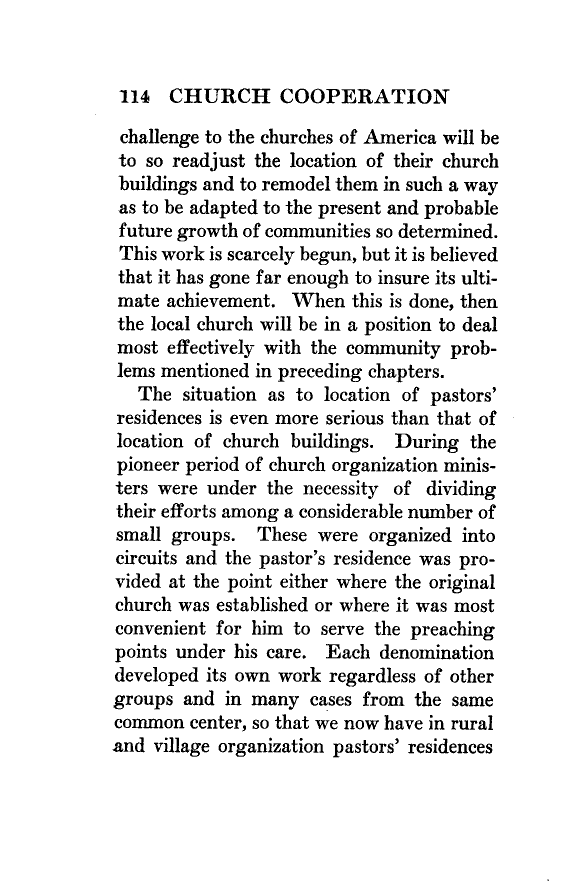 114 CHURCH COOPERATION
challenge to the churches of America will be
to so readjust the location of their church
buildings and to remodel them in such a way
as to be adapted to the present and probable
future growth of communities so determined.
This work is scarcely begun, but it is believed
that it has gone far enough to insure its ulti-
mate achievement. When this is done, then
the local church will be in a position to deal
most effectively with the community prob-
lems mentioned in preceding chapters.
The situation as to location of pastors'
residences is even more serious than that of
location of church buildings. During the
pioneer period of church organization minis-
ters were under the necessity of dividing
their efforts among a considerable number of
small groups. These were organized into
circuits and the pastor's residence was pro-
vided at the point either where the original
church was established or where it was most
convenient for him to serve the preaching
points under his care. Each denomination
developed its own work regardless of other
groups and in many cases from the same
common center, so that we now have in rural
and village organization pastors' residences